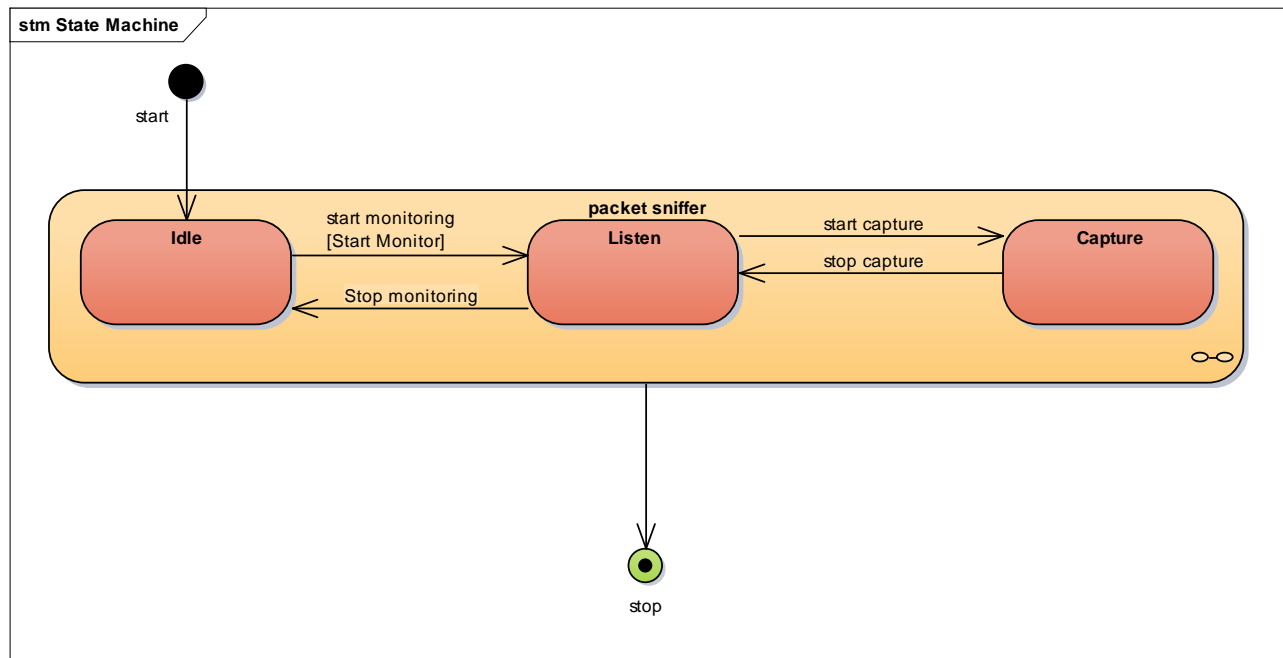 stm State Machine
start
packet sniffer
Idle
start monitoring
[Start Monitor]
Stop monitoring
Listen
start capture
stop capture
Capture
stop